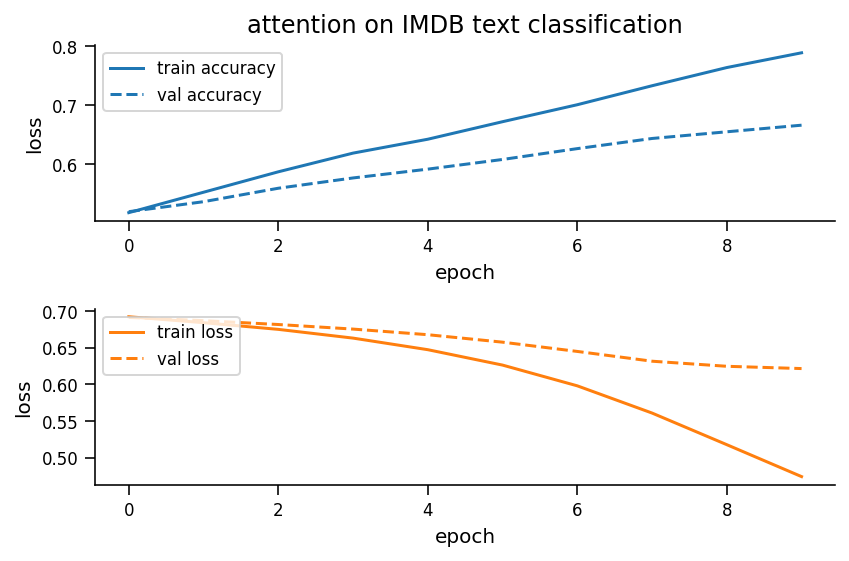 attention on IMDB text classification
0.8
0.7
0.6
loss
train accuracy
val accuracy
0 2 4 6 8
epoch
0.70
0.65
0.60
0.55
0.50
loss
train loss
val loss
0 2 4 6 8
epoch